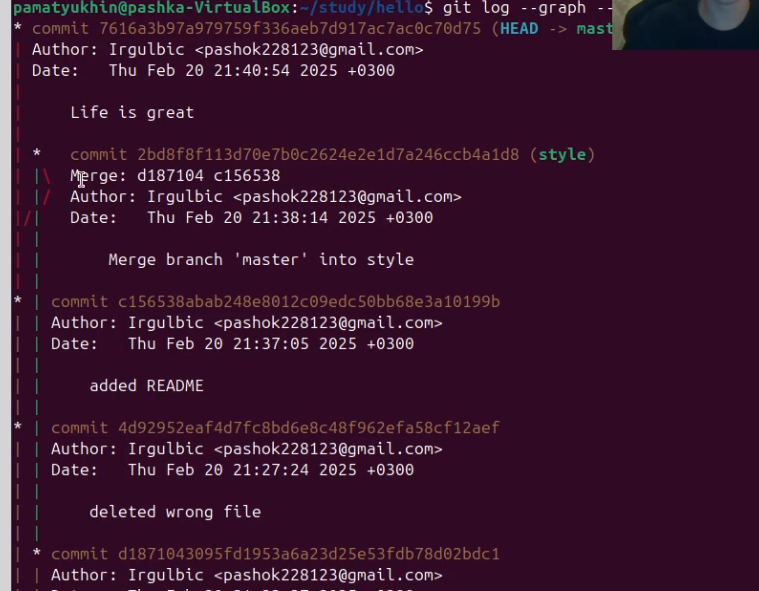 pamatyukhin@pashka-VirtualBox:~/study/hello$ git log --graph --
* commit 7616a3b97a979759f336aeb7d917ac7ac0c70d75 (HEAD -> mast
| Author: Irgulbic <pashok228123@gmail.com>
| Date:   Thu Feb 20 21:40:54 2025 +0300
|
|     Life is great
|
| *   commit 2bd8f8f113d70e7b0c2624e2e1d7a246ccb4a1d8 (style)
| |\  Merge: d187104 c156538
| |/  Author: Irgulbic <pashok228123@gmail.com>
|/|   Date:   Thu Feb 20 21:38:14 2025 +0300
| |
| |       Merge branch 'master' into style
| |
* | commit c156538abab248e8012c09edc50bb68e3a10199b
| | Author: Irgulbic <pashok228123@gmail.com>
| | Date:   Thu Feb 20 21:37:05 2025 +0300
| |
| |     added README
| |
* | commit 4d92952eaf4d7fc8bd6e8c48f962efa58cf12aef
| | Author: Irgulbic <pashok228123@gmail.com>
| | Date:   Thu Feb 20 21:27:24 2025 +0300
| |
| |     deleted wrong file
| |
| * commit d1871043095fd1953a6a23d25e53fdb78d02bdc1
| | Author: Irgulbic <pashok228123@gmail.com>